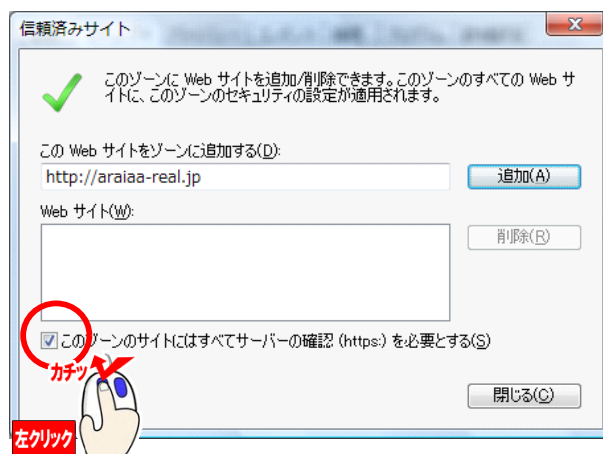 信頼済みサイト
このゾーンに Web サイトを追加/削除できます。このゾーンのすべての Web サ
イトに、このゾーンのセキュリティの設定が適用されます。
この Web サイトをゾーンに追加する(D):
http://araiaa-real.jp
追加(A)
Web サイト(W):
削除(R)
このゾーンのサイトにはすべてサーバーの確認 (https:) を必要とする(S)
カチッ
閉じる(C)
左クリック